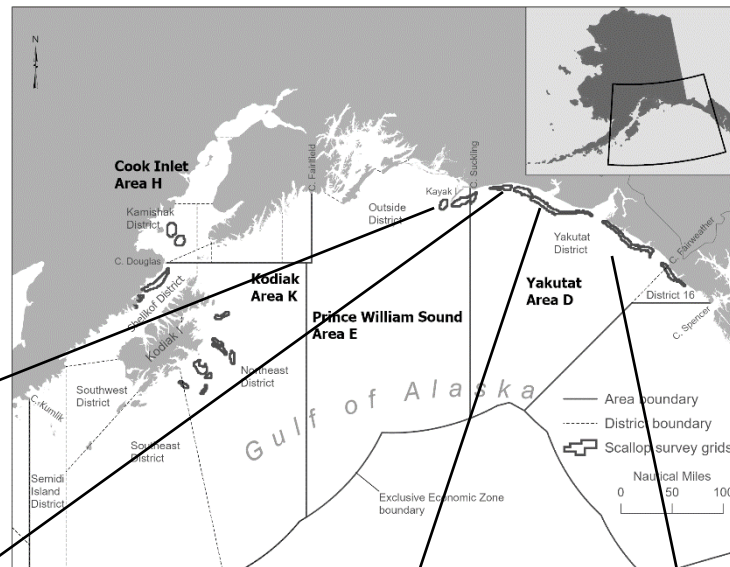 N
Cook Inlet
Area H
C. Fairfield
C. Suckling
Kayak I.
Outside
District
Kamishak
District
C. Douglas
Yakutat
District
C. Fairweather
Kodiak
Area K
Yakutat
Area D
District 16
Shelikof District
Prince William Sound
Area E
C. Spencer
Kodiak I.
Northeast
District
Southwest
District
C. Kumlik
Gulf of Alaska
Area boundary
District boundary
Scallop survey grids
Southeast
District
Semidi
Island
District
Nautical Miles
0 50 100
Exclusive Economic Zone
boundary